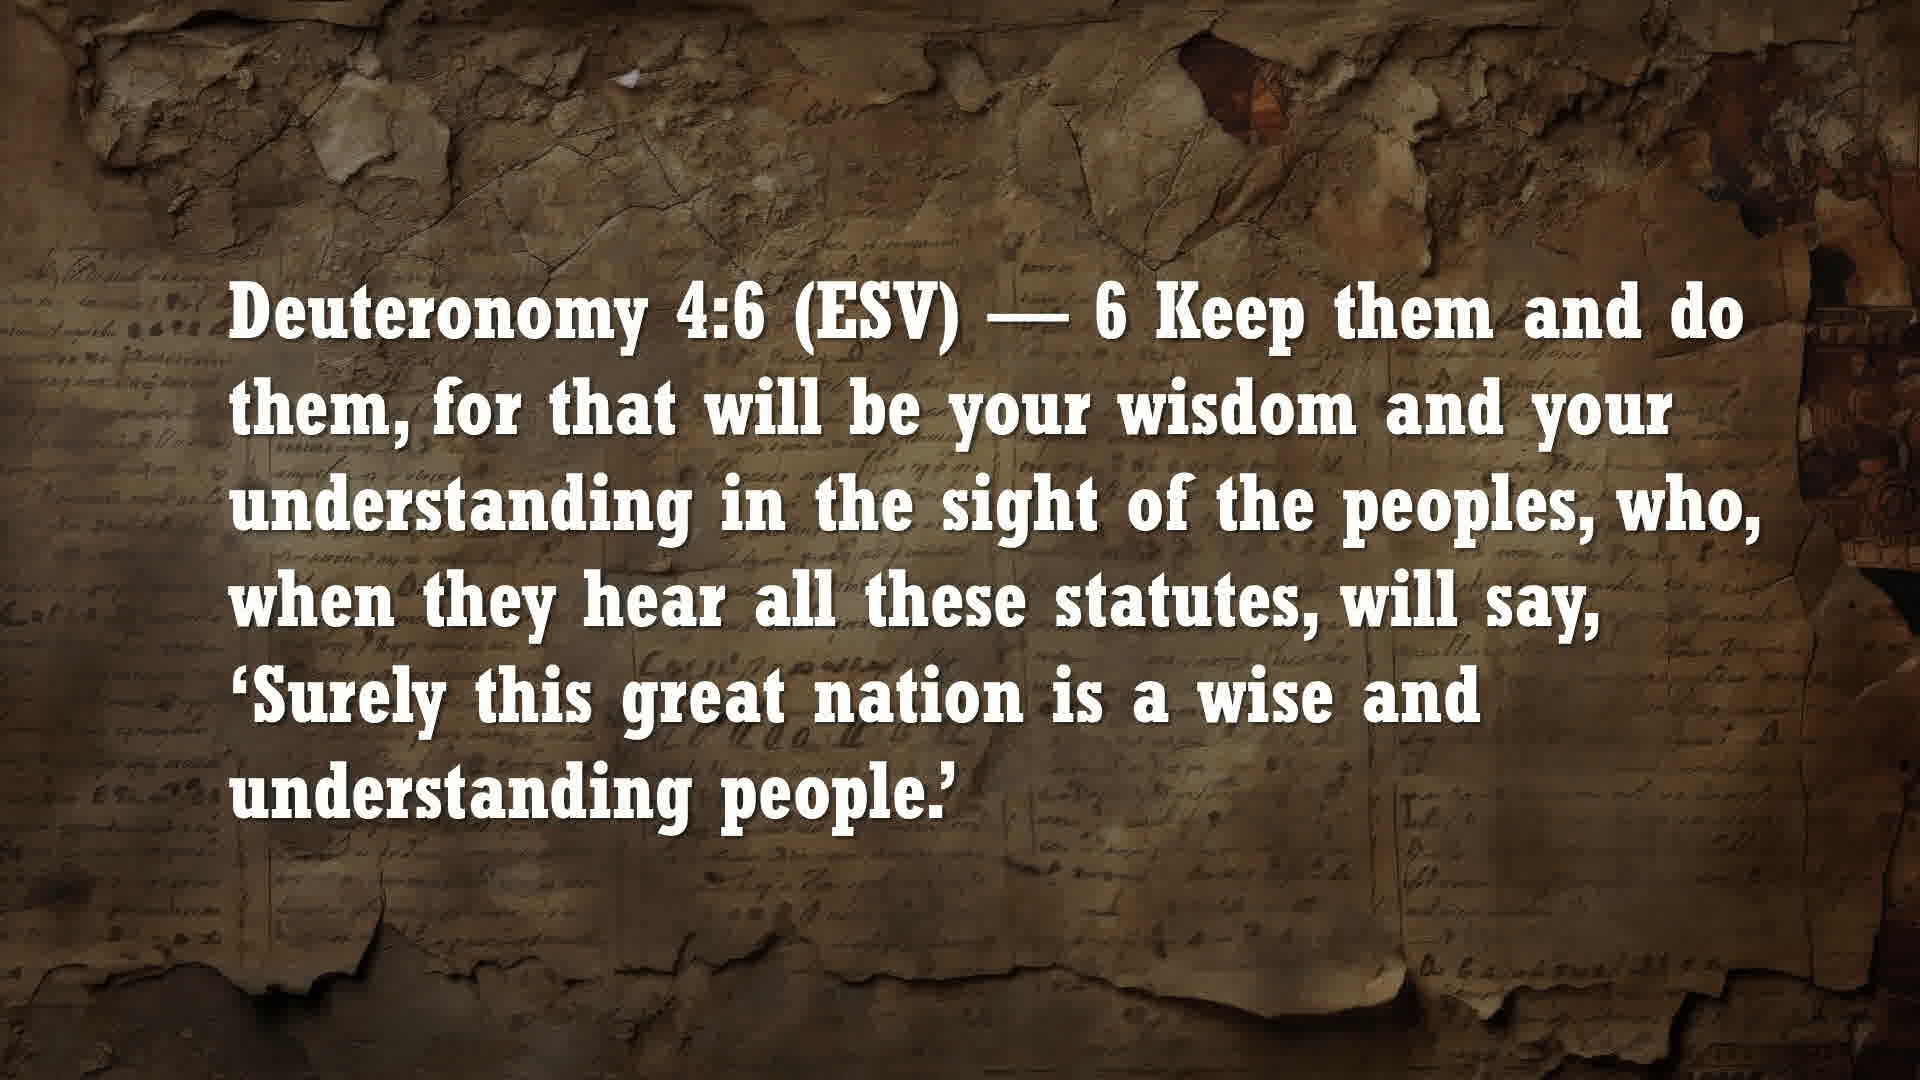 Deuteronomy 4:6 (ESV) — 6 Keep them and do
them, for that will be your wisdom and your
understanding in the sight of the peoples, who,
when they hear all these statutes, will say,
‘Surely this great nation is a wise and
understanding people.’